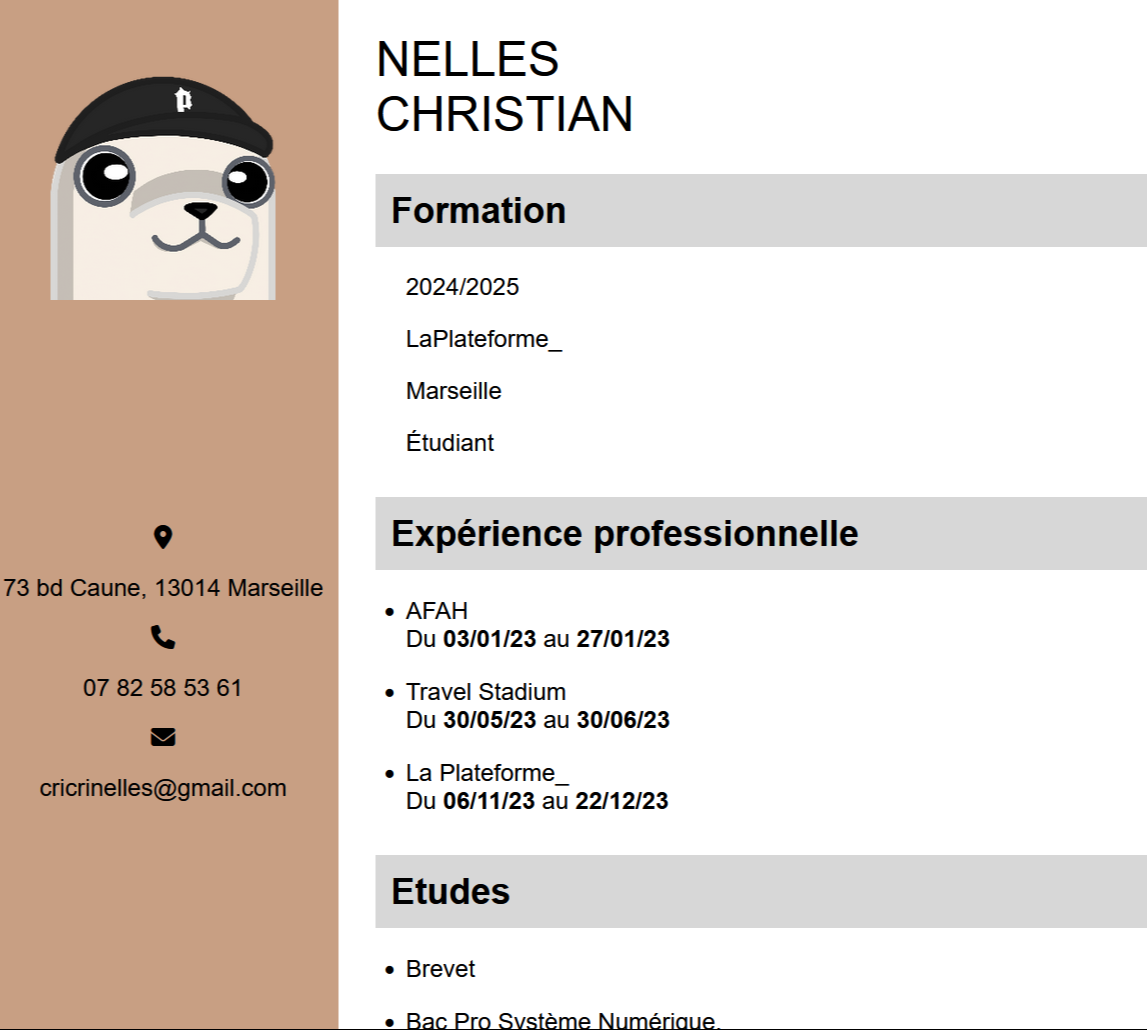 NELLES
CHRISTIAN
Formation
2024/2025
LaPlateforme_
Marseille
Étudiant
Expérience professionnelle
AFAH
Du 03/01/23 au 27/01/23
Travel Stadium
Du 30/05/23 au 30/06/23
La Plateforme_
Du 06/11/23 au 22/12/23
Etudes
Brevet
Bac Pro Système Numérique.
p
73 bd Caune, 13014 Marseille
07 82 58 53 61
cricrinelles@gmail.com